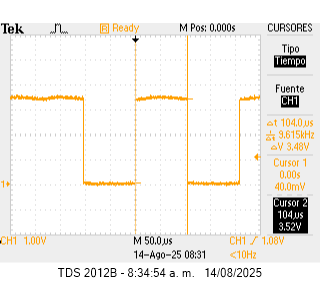 Tek Ready M Pos: 0.000s CURSORES
Tipo
Tiempo
Fuente
CH1
Δt 104.0µs
1/Δt 9.615kHz
ΔV 3.48V
Cursor 1
0.00s
40.0mV
Cursor 2
104µs
3.52V
1
CH1 1.00V M 50.0µs CH1 / 1.08V
14-Ago-25 08:31 <10Hz
TDS 2012B - 8:34:54 a. m. 14/08/2025